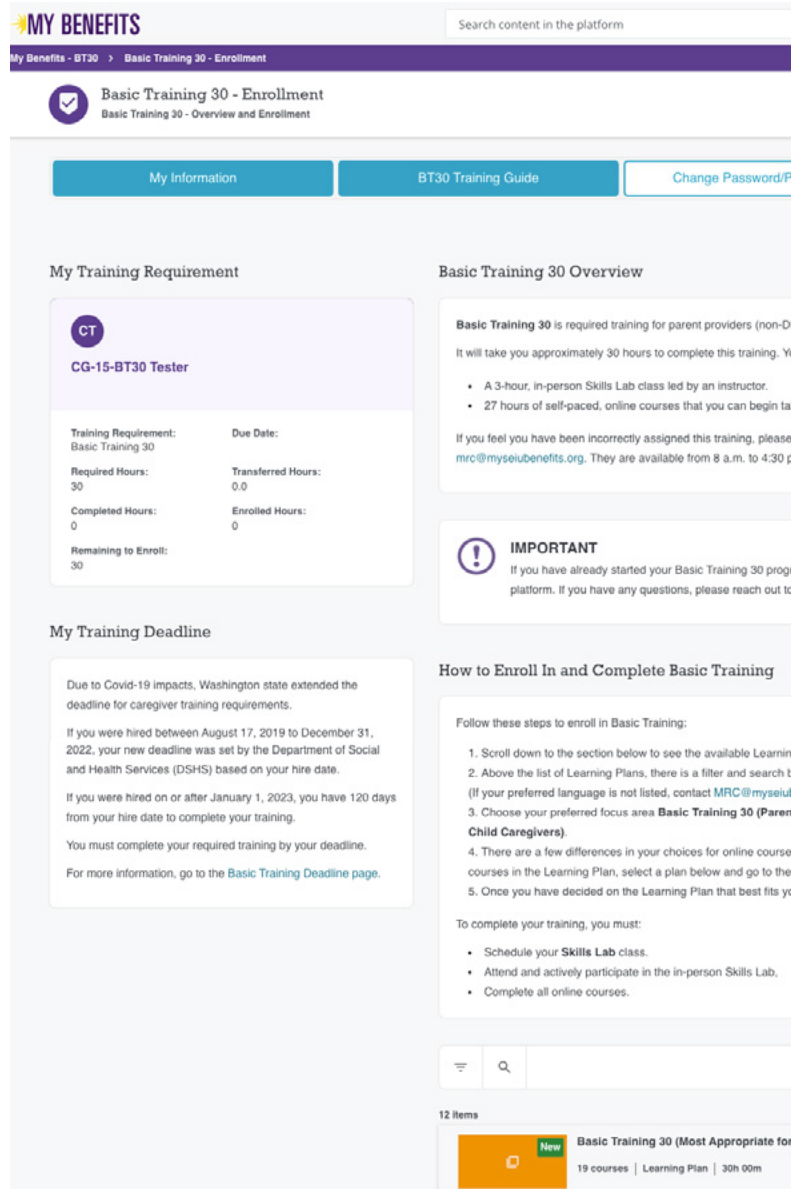 MY BENEFITS
Search content in the platform
My Benefits - BT30 > Basic Training 30 - Enrollment
Basic Training 30 - Enrollment
Basic Training 30 - Overview and Enrollment
My Information
BT30 Training Guide
Change Password/P
My Training Requirement
CT
CG-15-BT30 Tester
Training Requirement:
Basic Training 30
Due Date:
Required Hours:
30
Transferred Hours:
0.0
Completed Hours:
0
Enrolled Hours:
0
Remaining to Enroll:
30
My Training Deadline
Due to Covid-19 impacts, Washington state extended the
deadline for caregiver training requirements.
If you were hired between August 17, 2019 to December 31,
2022, your new deadline was set by the Department of Social
and Health Services (DSHS) based on your hire date.
If you were hired on or after January 1, 2023, you have 120 days
from your hire date to complete your training.
You must complete your required training by your deadline.
For more information, go to the Basic Training Deadline page.
Basic Training 30 Overview
Basic Training 30 is required training for parent providers (non-D
It will take you approximately 30 hours to complete this training. Yo
• A 3-hour, in-person Skills Lab class led by an instructor.
• 27 hours of self-paced, online courses that you can begin ta
If you feel you have been incorrectly assigned this training, please
mrc@myseiubenefits.org. They are available from 8 a.m. to 4:30 p
IMPORTANT
If you have already started your Basic Training 30 progr
platform. If you have any questions, please reach out to
How to Enroll In and Complete Basic Training
Follow these steps to enroll in Basic Training:
1. Scroll down to the section below to see the available Learnin
2. Above the list of Learning Plans, there is a filter and search b
(If your preferred language is not listed, contact MRC@myseiub
3. Choose your preferred focus area Basic Training 30 (Paren
Child Caregivers).
4. There are a few differences in your choices for online course
courses in the Learning Plan, select a plan below and go to the
5. Once you have decided on the Learning Plan that best fits yo
To complete your training, you must:
• Schedule your Skills Lab class.
• Attend and actively participate in the in-person Skills Lab,
• Complete all online courses.
12 items
New
Basic Training 30 (Most Appropriate for
19 courses | Learning Plan | 30h 00m